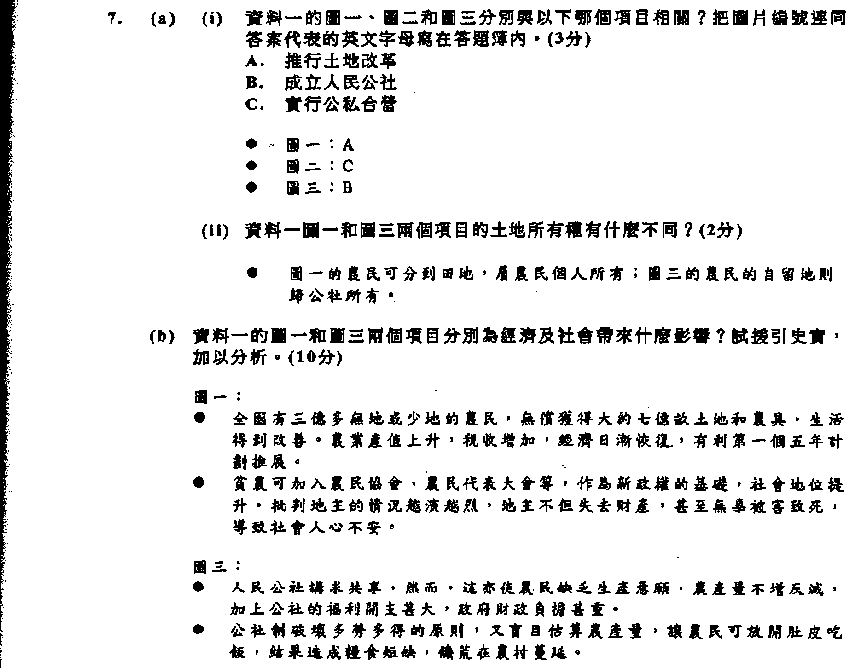 7. (a) (i) 資料一的圖一、圖二和圖三分別與以下哪個項目相關？把圖片編號連同
答案代表的英文字母寫在答題簿內。(3分)
A. 推行土地改革
B. 成立人民公社
C. 實行公私合營
● 圖一：A
● 圖二：C
● 圖三：B
(ii) 資料一圖一和圖三兩個項目的土地所有權有什麼不同？(2分)
● 圖一的農民可分到田地，屬農民個人所有；圖三的農民的自留地則
歸公社所有。
(b) 資料一的圖一和圖三兩個項目分別為經濟及社會帶來什麼影響？試援引史實，
加以分析。(10分)
圖一：
● 全國有三億多無地或少地的農民，無償獲得大約七億畝土地和農具，生活
得到改善。農業產值上升，稅收增加，經濟日漸恢復，有利第一個五年計
劃推展。
● 貧農可加入農民協會、農民代表大會等，作為新政權的基礎，社會地位提
升。批判地主的情況越演越烈，地主不但失去財產，甚至無辜被害致死，
導致社會人心不安。
圖三：
● 人民公社講求共享，然而，這亦使農民缺乏生產意願，農產量不增反減，
加上公社的福利開支甚大，政府財政負擔甚重。
● 公社制破壞多勞多得的原則，又盲目估算農產量，讓農民可放開肚皮吃
飯，結果造成糧食短缺，饑荒在農村蔓延。